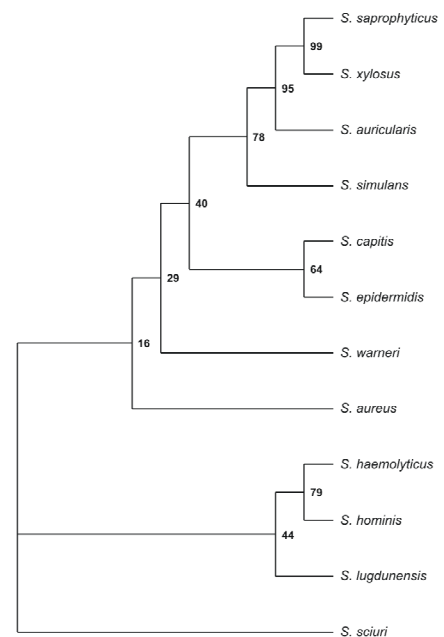 S. saprophyticus
99
S. xylosus
95
S. auricularis
78
S. simulans
40
S. capitis
64
S. epidermidis
29
S. warneri
16
S. aureus
S. haemolyticus
79
S. hominis
44
S. lugdunensis
S. sciuri